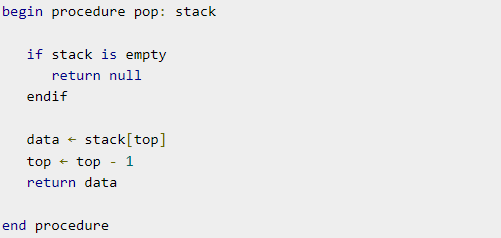 begin procedure pop: stack
if stack is empty
return null
endif
data ← stack[top]
top ← top - 1
return data
end procedure